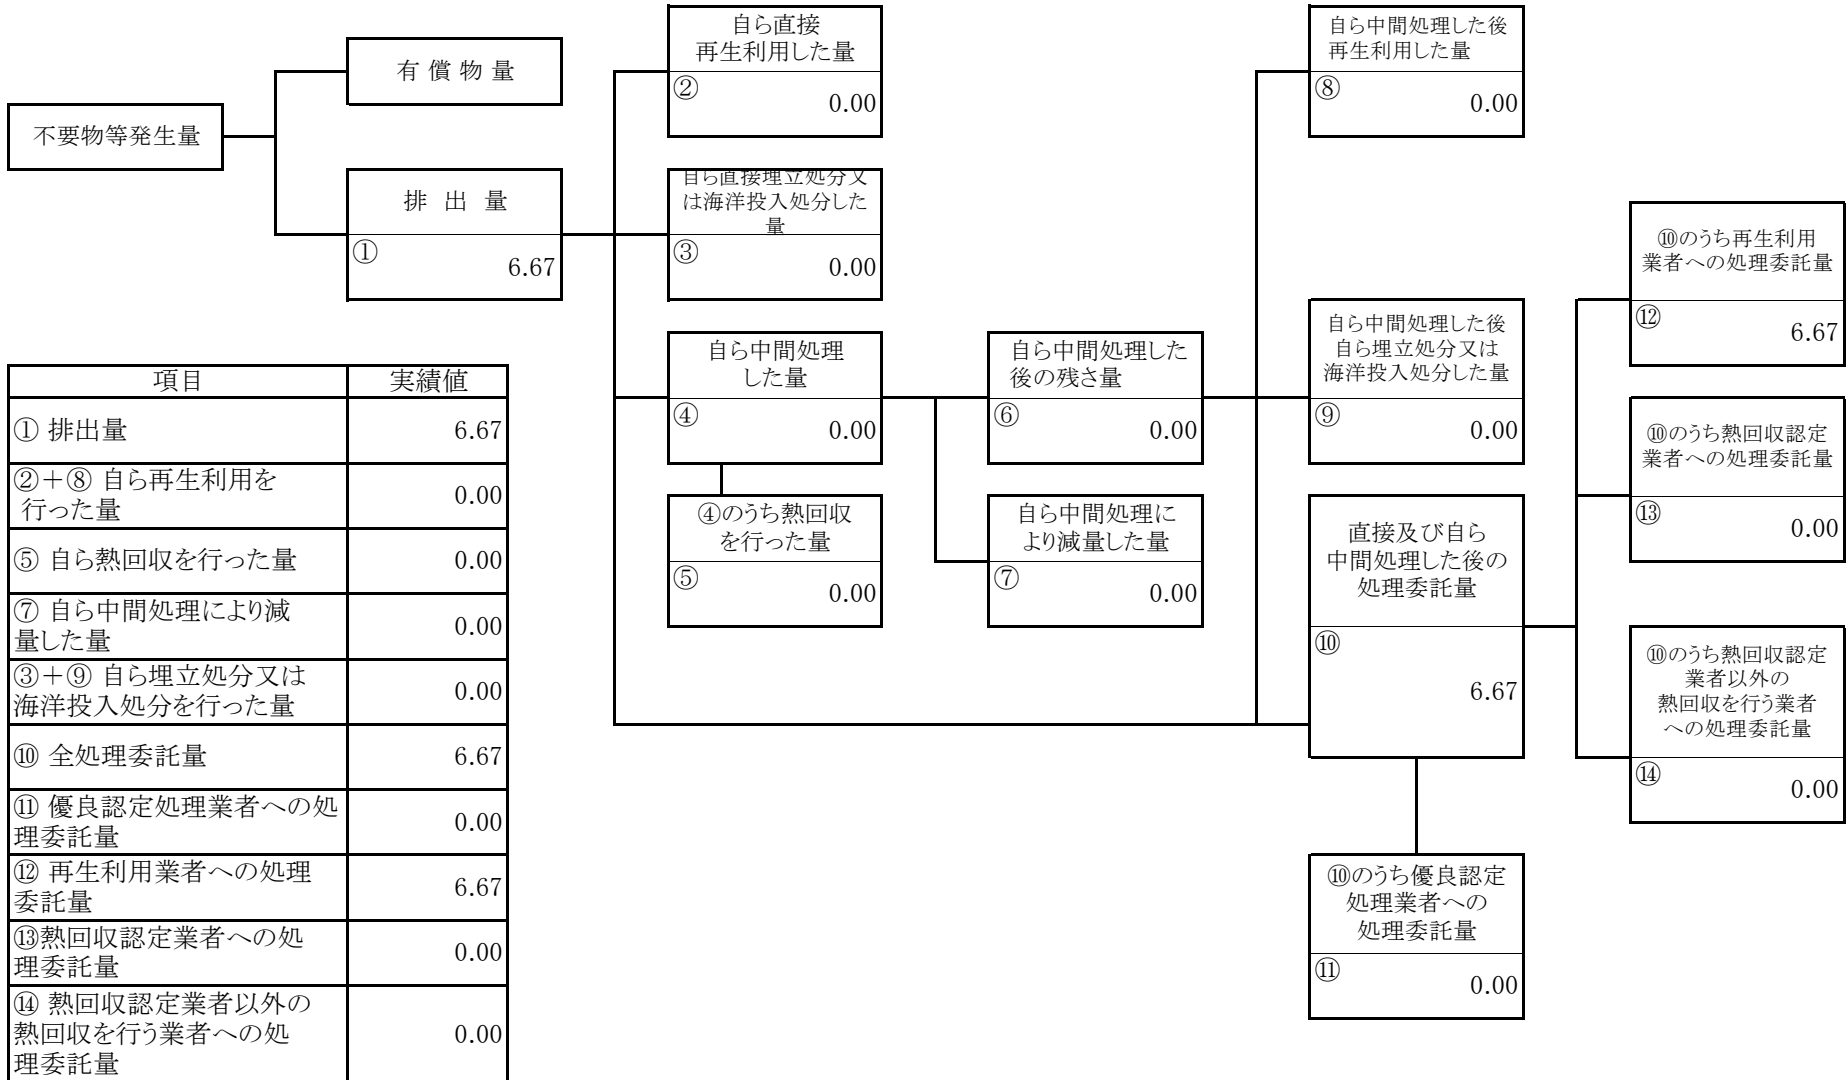 不要物等発生量
有 償 物 量
排 出 量
①
6.67
自ら直接
再生利用した量
②
0.00
自ら直接埋立処分又
は海洋投入処分した
量
③
0.00
自ら中間処理
した量
④
0.00
④のうち熱回収
を行った量
⑤
0.00
自ら中間処理した
後の残さ量
⑥
0.00
自ら中間処理に
より減量した量
⑦
0.00
自ら中間処理した後
再生利用した量
⑧
0.00
自ら中間処理した後
自ら埋立処分又は
海洋投入処分した量
⑨
0.00
直接及び自ら
中間処理した後の
処理委託量
⑩
6.67
⑩のうち優良認定
処理業者への
処理委託量
⑪
0.00
⑩のうち再生利用
業者への処理委託量
⑫
6.67
⑩のうち熱回収認定
業者への処理委託量
⑬
0.00
⑩のうち熱回収認定
業者以外の
熱回収を行う業者
への処理委託量
⑭
0.00
項目 実績値
① 排出量 6.67
②+⑧ 自ら再生利用を
行った量 0.00
⑤ 自ら熱回収を行った量 0.00
⑦ 自ら中間処理により減
量した量 0.00
③+⑨ 自ら埋立処分又は
海洋投入処分を行った量 0.00
⑩ 全処理委託量 6.67
⑪ 優良認定処理業者への処
理委託量 0.00
⑫ 再生利用業者への処理
委託量 6.67
⑬熱回収認定業者への処
理委託量 0.00
⑭ 熱回収認定業者以外の
熱回収を行う業者への処
理委託量 0.00